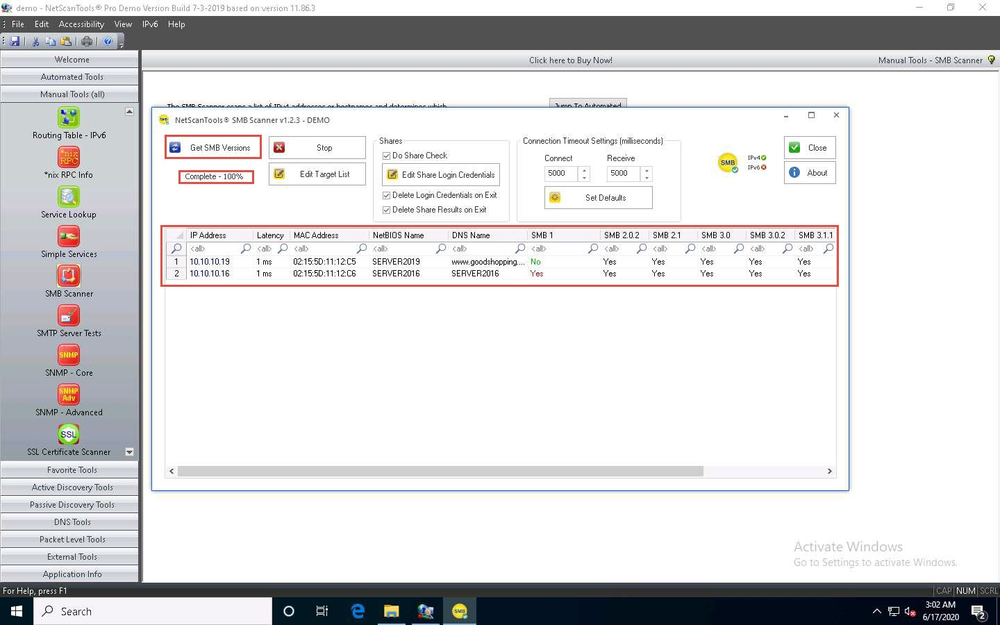 demo - NetScanTools® Pro Demo Version Build 7-3-2019 based on version 11.86.3
File Edit Accessibility View IPv6 Help
Welcome
Automated Tools
Manual Tools (all)
Routing Table - IPv6
*nix RPC
*nix RPC Info
Service Lookup
Simple Services
SMB Scanner
SMTP Server Tests
SNMP
SNMP - Core
SNMP Adv
SNMP - Advanced
SSL
SSL Certificate Scanner
Favorite Tools
Active Discovery Tools
Passive Discovery Tools
DNS Tools
Packet Level Tools
External Tools
Application Info
Click here to Buy Now!
Manual Tools - SMB Scanner
The SMB Scanner scans a list of IPv4 addresses or hostnames and determines which
Jump To Automated
SMB NetScanTools® SMB Scanner v1.2.3 - DEMO
Get SMB Versions
Stop
Complete - 100%
Edit Target List
Shares
Do Share Check
Edit Share Login Credentials
Delete Login Credentials on Exit
Delete Share Results on Exit
Connection Timeout Settings (milliseconds)
Connect Receive
5000 5000
Set Defaults
SMB
IPv4
IPv6
Close
About
IP Address Latency MAC Address NetBIOS Name DNS Name SMB 1 SMB 2.0.2 SMB 2.1 SMB 3.0 SMB 3.0.2 SMB 3.1.1
<all> <all> <all> <all> <all> <all> <all> <all> <all> <all>
1 10.10.10.19 1 ms 02:15:5D:11:12:C5 SERVER2019 www.goodshopping.... No Yes Yes Yes Yes Yes
2 10.10.10.16 1 ms 02:15:5D:11:12:C6 SERVER2016 SERVER2016 Yes Yes Yes Yes Yes Yes
Activate Windows
Go to Settings to activate Windows.
For Help, press F1
CAP NUM SCRL
Search
SMB
3:02 AM
6/17/2020
2